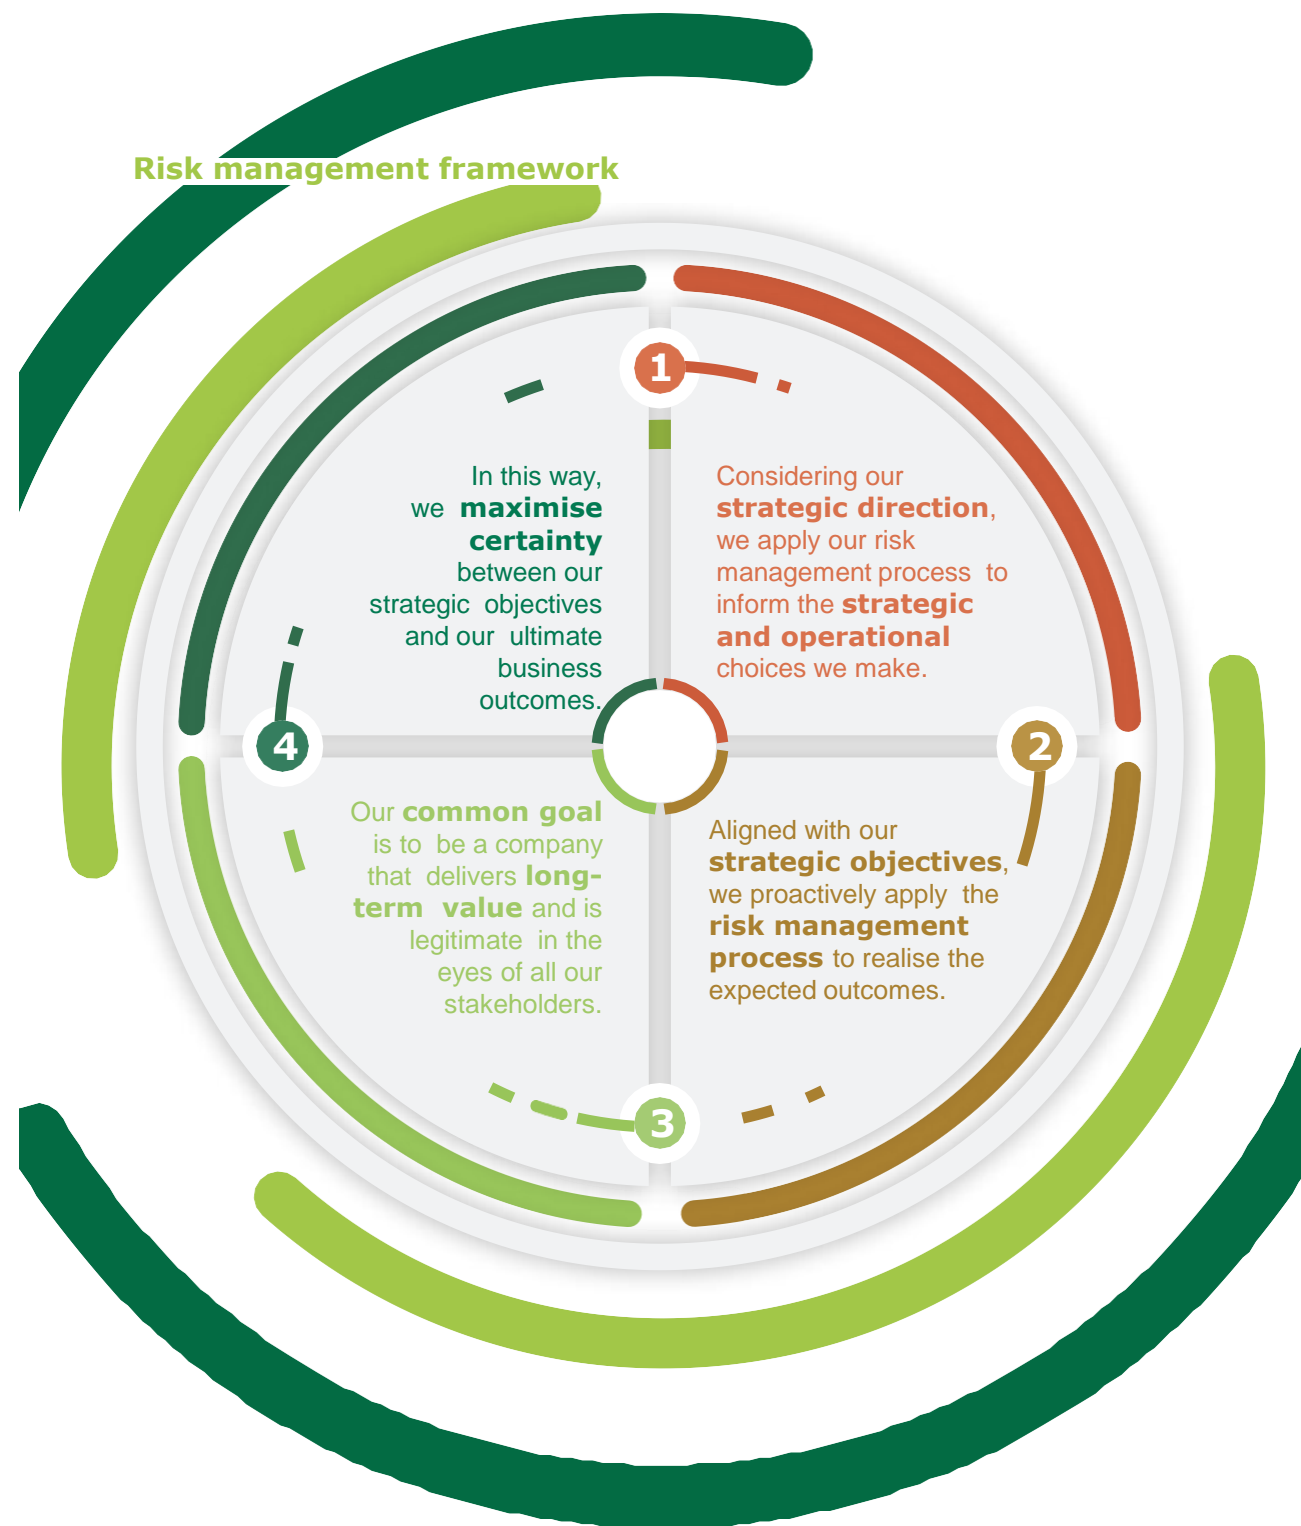 Risk management framework
1
Considering our
strategic direction,
we apply our risk
management process to
inform the strategic
and operational
choices we make.
2
Aligned with our
strategic objectives,
we proactively apply the
risk management
process to realise the
expected outcomes.
3
Our common goal
is to be a company
that delivers long-
term value and is
legitimate in the
eyes of all our
stakeholders.
4
In this way,
we maximise
certainty
between our
strategic objectives
and our ultimate
business
outcomes.